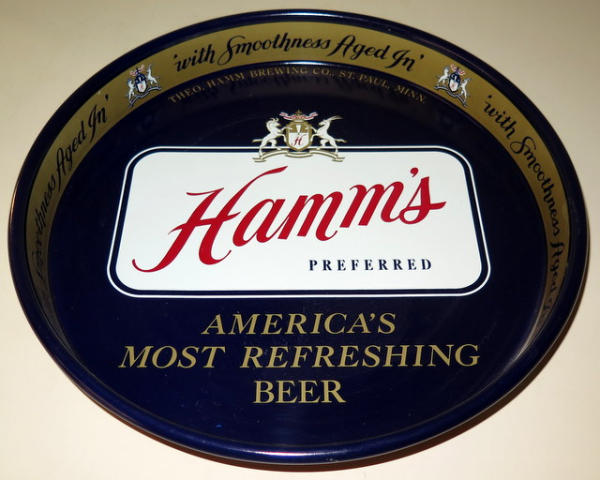 'with Smoothness Aged In'
THEO. HAMM BREWING CO., ST. PAUL, MINN.
'with Smoothness Aged In'
Smoothness Aged In'
H
Hamm's
PREFERRED
AMERICA'S
MOST REFRESHING
BEER